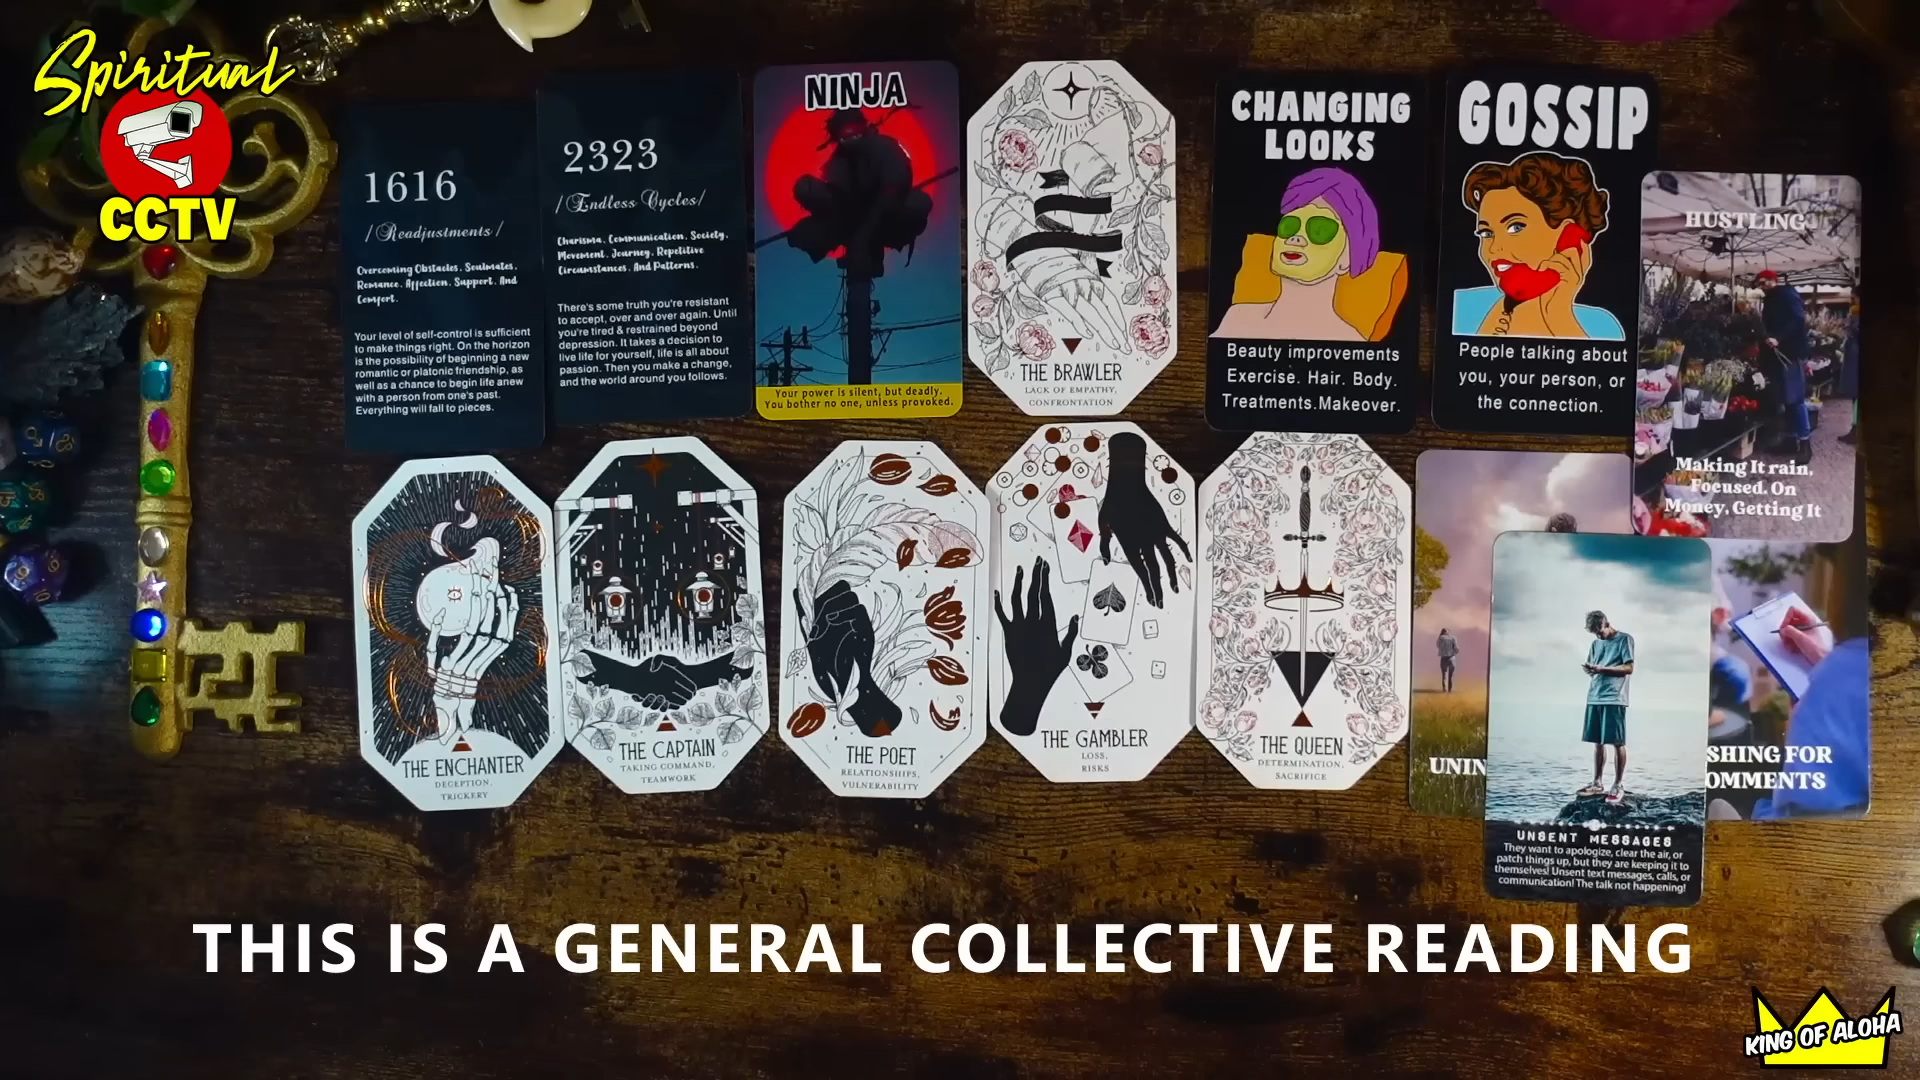 Spiritual
CCTV
1616
/Readjustments/
Overcoming Obstacles, Soulmates,
Romance, Affection, Support, And
Comfort.
Your level of self-control is sufficient
to make things right. On the horizon
is the possibility of beginning a new
romantic or platonic friendship, as
well as a chance to begin life anew
with a person from one's past.
Everything will fall to pieces.
2323
/Endless Cycles/
Charisma, Communication, Society,
Movement, Journey, Repetitive
Circumstances, And Patterns.
There's some truth you're resistant
to accept, over and over again. Until
you're tired & restrained beyond
depression. It takes a decision to
live life for yourself, life is all about
passion. Then you make a change,
and the world around you follows.
NINJA
Your power is silent, but deadly.
You bother no one, unless provoked.
THE BRAWLER
LACK OF EMPATHY,
CONFRONTATION
CHANGING
LOOKS
Beauty improvements
Exercise. Hair. Body.
Treatments.Makeover.
GOSSIP
People talking about
you, your person, or
the connection.
HUSTLING
Making It rain,
Focused. On
Money, Getting It
THE ENCHANTER
DECEPTION,
TRICKERY
THE CAPTAIN
TAKING COMMAND,
TEAMWORK
THE POET
RELATIONSHIPS,
VULNERABILITY
THE GAMBLER
LOSS,
RISKS
THE QUEEN
DETERMINATION,
SACRIFICE
UNIN
UNSENT MESSAGES
They want to apologize, clear the air, or
patch things up, but they are keeping it to
themselves! Unsent text messages, calls, or
communication! The talk not happening!
SHING FOR
OMMENTS
THIS IS A GENERAL COLLECTIVE READING
KING OF ALOHA